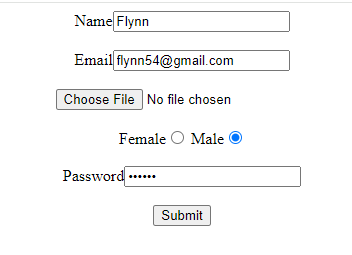 Name Flynn
Email flynn54@gmail.com
Choose File No file chosen
Female Male
Password ••••••
Submit